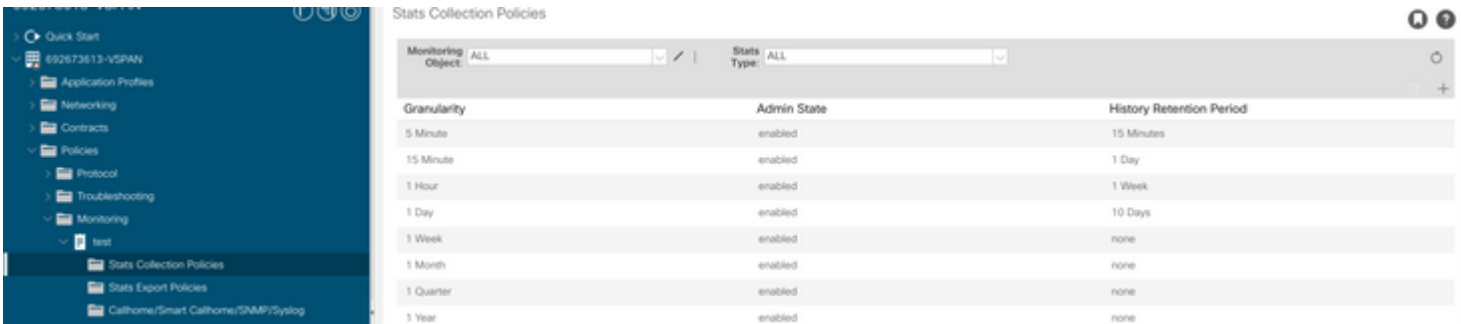 Quick Start
692673613-VSPAN
Application Profiles
Networking
Contracts
Policies
Protocol
Troubleshooting
Monitoring
test
Stats Collection Policies
Stats Export Policies
Callhome/Smart Callhome/SNMP/Syslog
Stats Collection Policies
Monitoring Object: ALL Stats Type: ALL
Granularity Admin State History Retention Period
5 Minute enabled 15 Minutes
15 Minute enabled 1 Day
1 Hour enabled 1 Week
1 Day enabled 10 Days
1 Week enabled none
1 Month enabled none
1 Quarter enabled none
1 Year enabled none